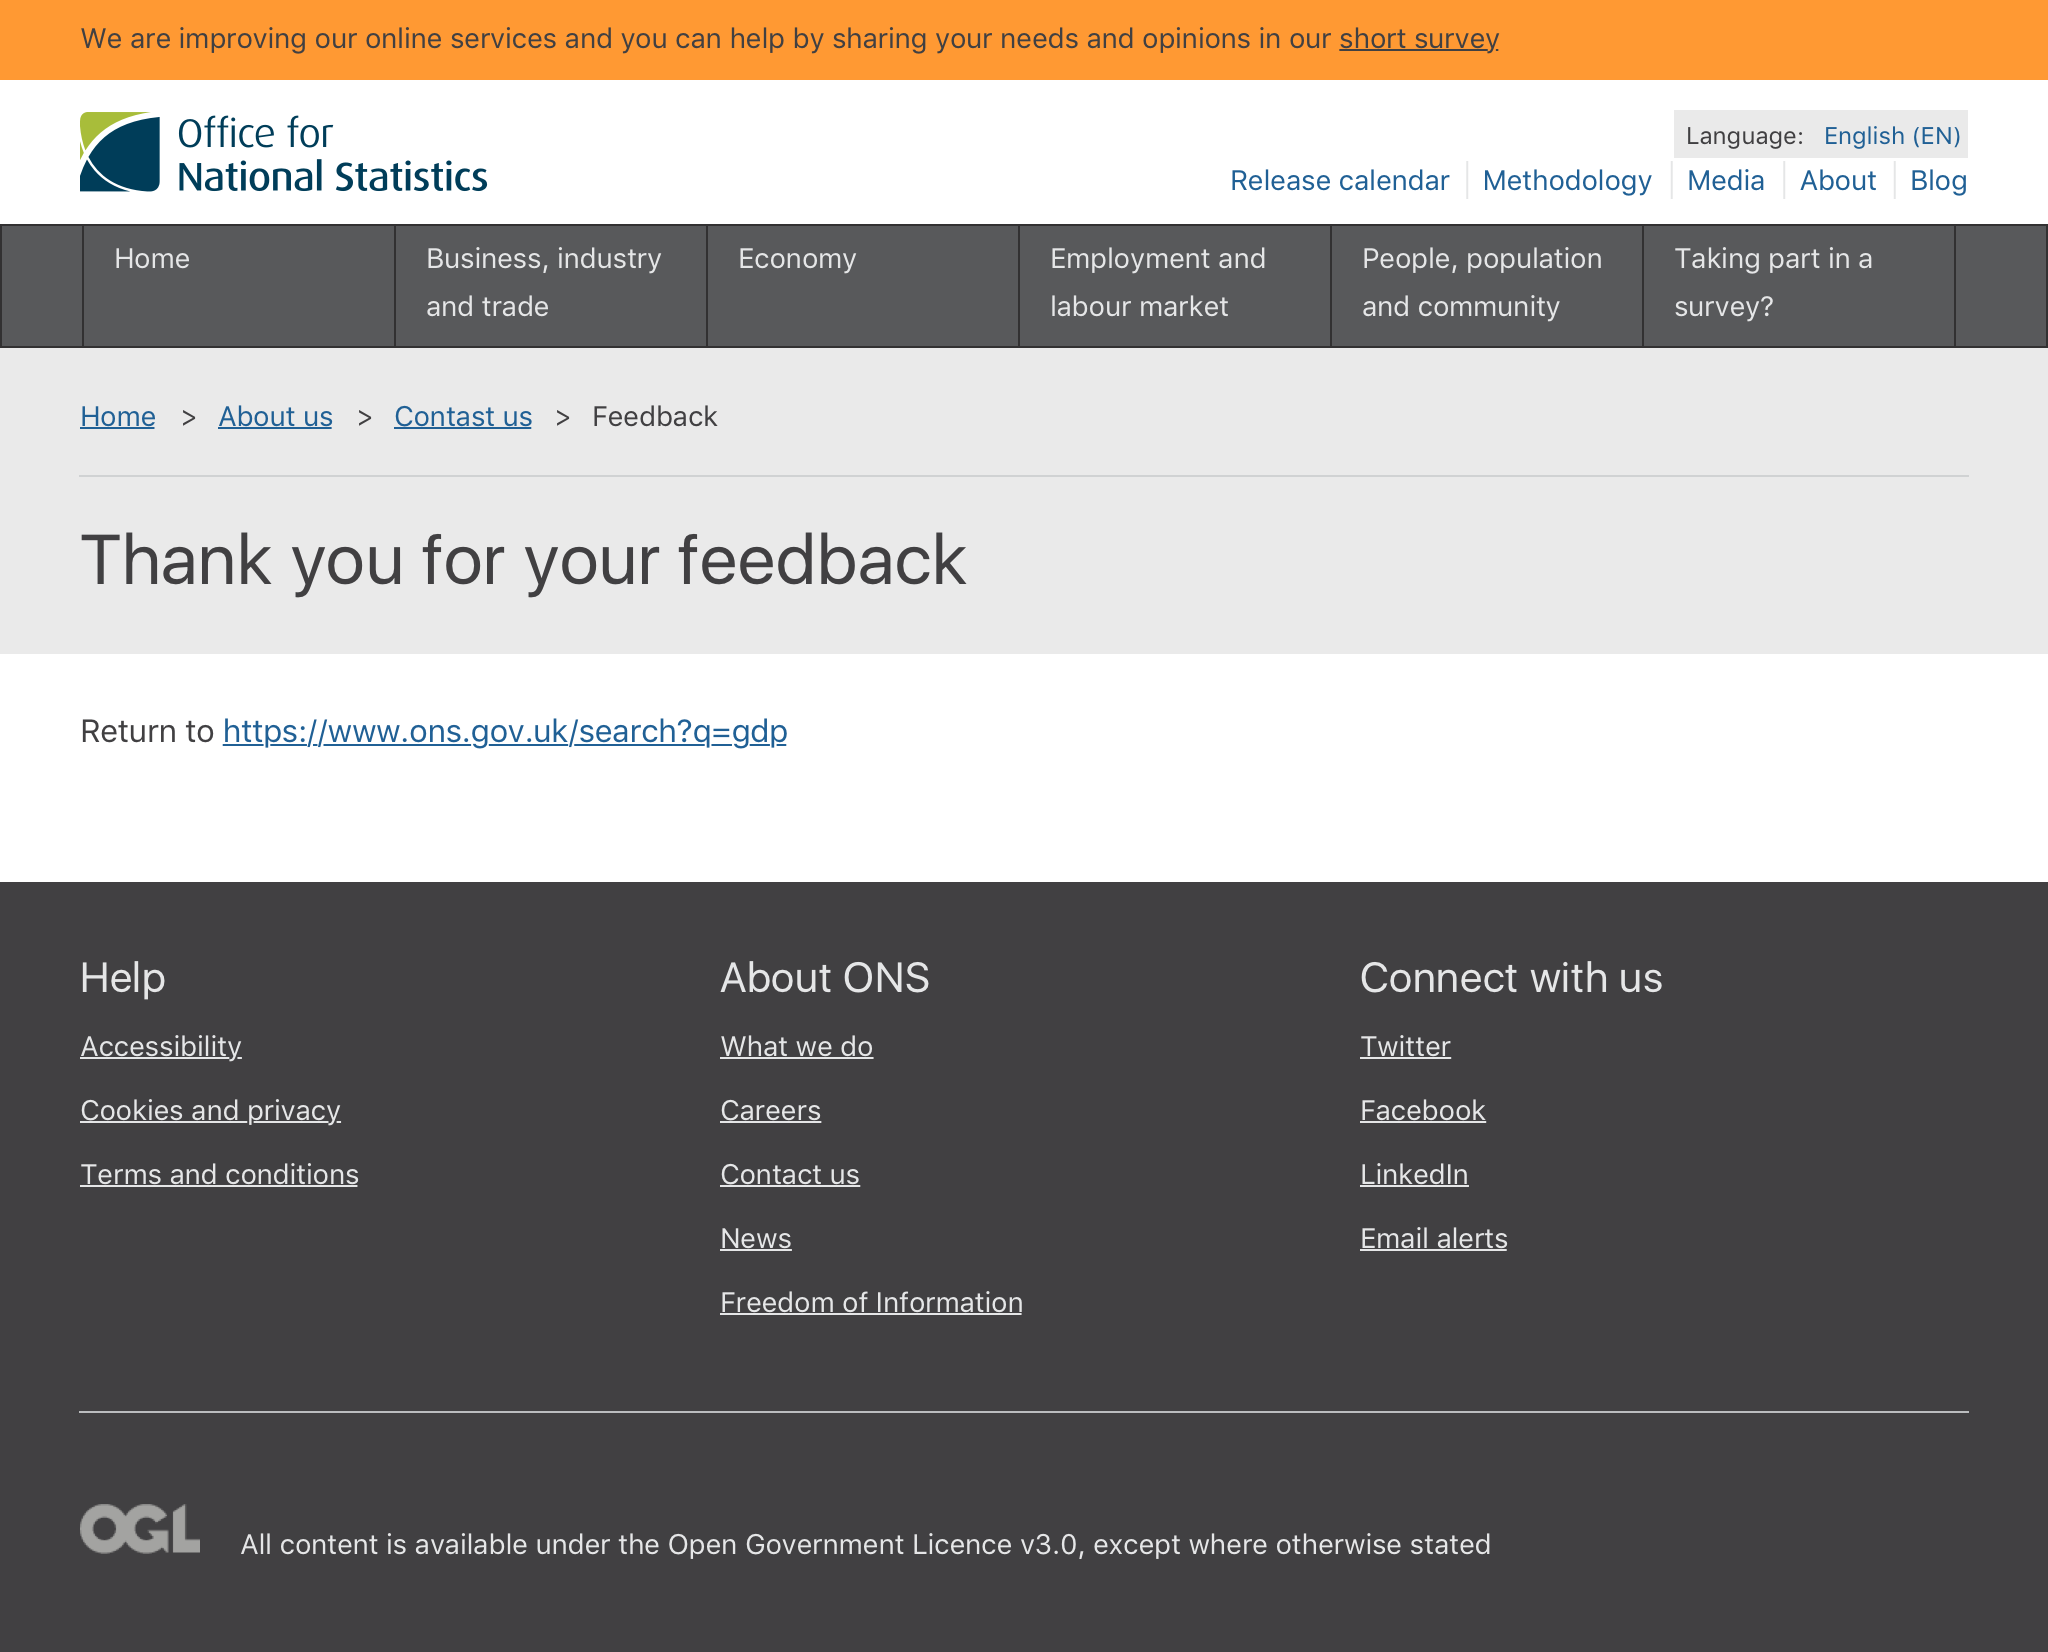 We are improving our online services and you can help by sharing your needs and opinions in our short survey
Office for
National Statistics
Language: English (EN)
Release calendar
Methodology
Media
About
Blog
Home
Business, industry
and trade
Economy
Employment and
labour market
People, population
and community
Taking part in a
survey?
Home > About us > Contast us > Feedback
Thank you for your feedback
Return to https://www.ons.gov.uk/search?q=gdp
Help
Accessibility
Cookies and privacy
Terms and conditions
About ONS
What we do
Careers
Contact us
News
Freedom of Information
Connect with us
Twitter
Facebook
LinkedIn
Email alerts
OGL
All content is available under the Open Government Licence v3.0, except where otherwise stated